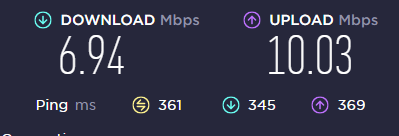 DOWNLOAD Mbps UPLOAD Mbps
6.94 10.03
Ping ms 361 345 369